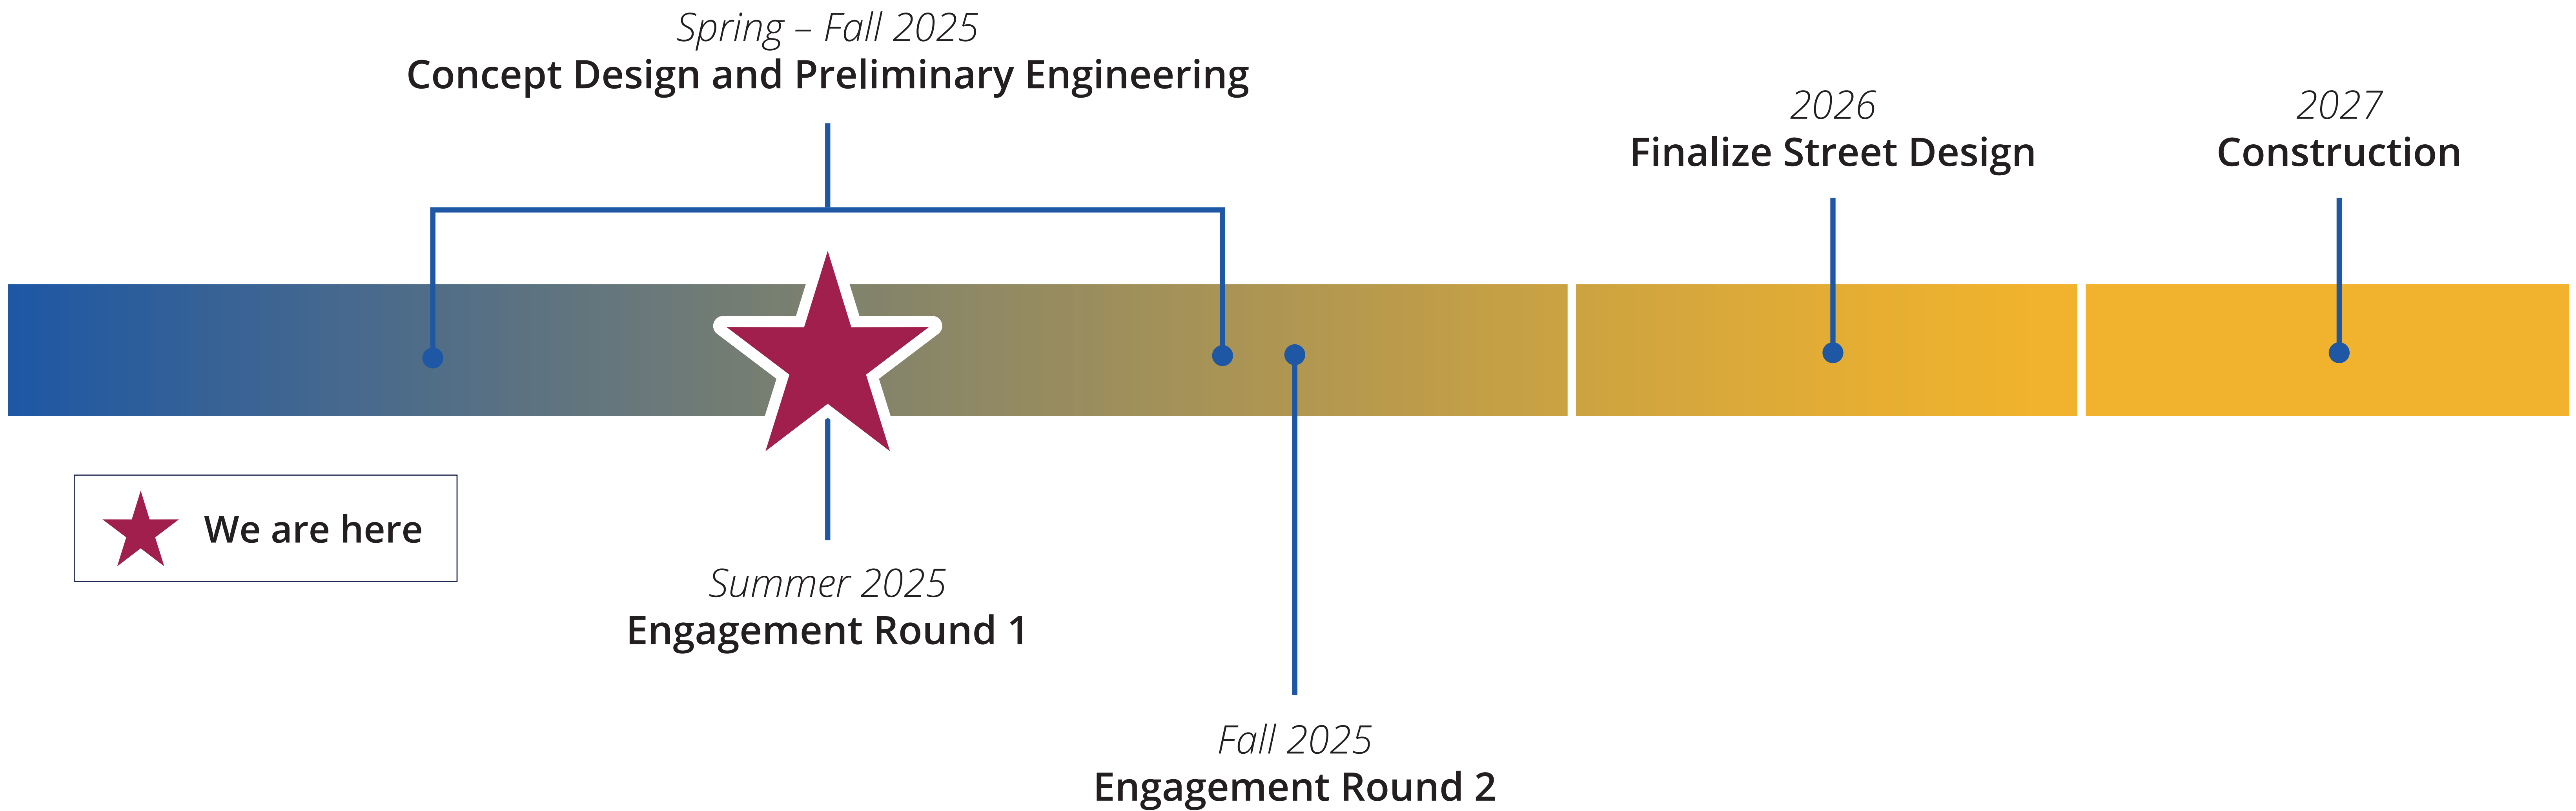 Spring – Fall 2025
Concept Design and Preliminary Engineering
2026
Finalize Street Design
2027
Construction
We are here
Summer 2025
Engagement Round 1
Fall 2025
Engagement Round 2